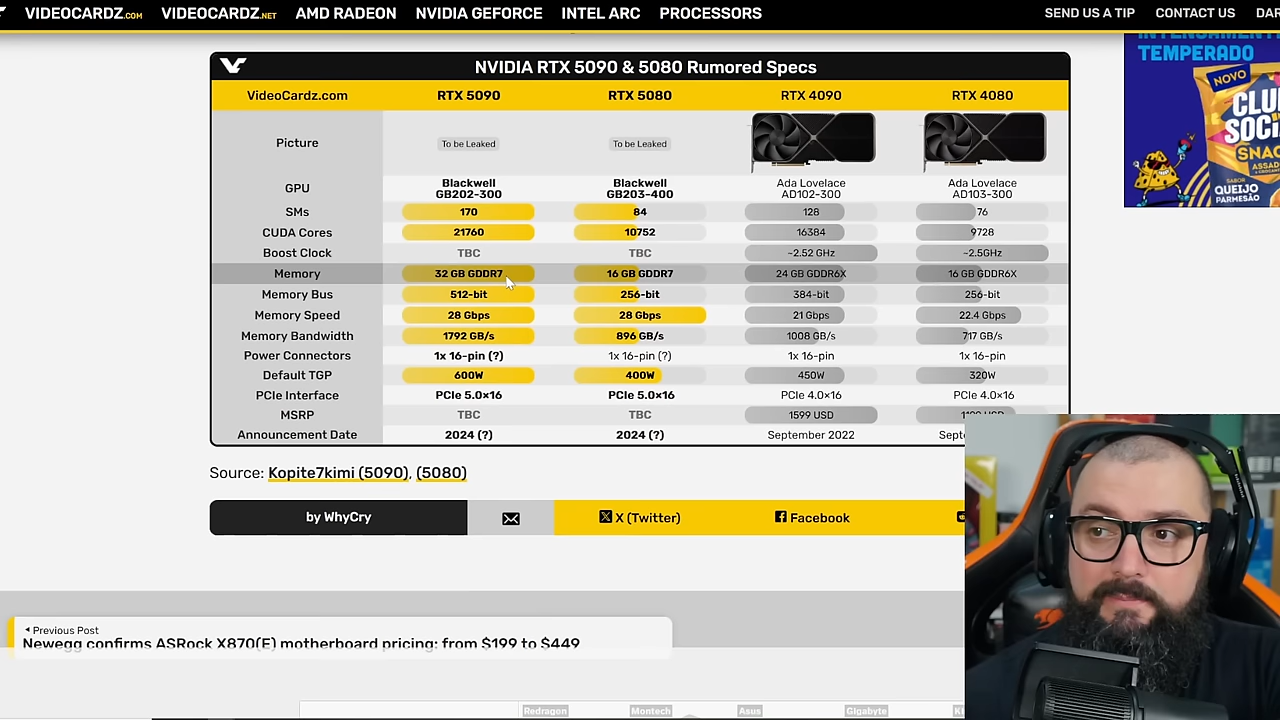 VIDEOCARDZ.COM VIDEOCARDZ.NET AMD RADEON NVIDIA GEFORCE INTEL ARC PROCESSORS SEND US A TIP CONTACT US
TEMPERADO
NOVO
SNAC
SABOR
QUEIJO
PARMESÃO
NVIDIA RTX 5090 & 5080 Rumored Specs
VideoCardz.com RTX 5090 RTX 5080 RTX 4090 RTX 4080
Picture To be Leaked To be Leaked
GPU Blackwell GB202-300 Blackwell GB203-400 Ada Lovelace AD102-300 Ada Lovelace AD103-300
SMs 170 84 128 76
CUDA Cores 21760 10752 16384 9728
Boost Clock TBC TBC ~2.52 GHz ~2.5GHz
Memory 32 GB GDDR7 16 GB GDDR7 24 GB GDDR6X 16 GB GDDR6X
Memory Bus 512-bit 256-bit 384-bit 256-bit
Memory Speed 28 Gbps 28 Gbps 21 Gbps 22.4 Gbps
Memory Bandwidth 1792 GB/s 896 GB/s 1008 GB/s 717 GB/s
Power Connectors 1x 16-pin (?) 1x 16-pin (?) 1x 16-pin 1x 16-pin
Default TGP 600W 400W 450W 320W
PCIe Interface PCIe 5.0×16 PCIe 5.0×16 PCIe 4.0×16 PCIe 4.0×16
MSRP TBC TBC 1599 USD
Announcement Date 2024 (?) 2024 (?) September 2022
Source: Kopite7kimi (5090), (5080)
by WhyCry X (Twitter) Facebook
Previous Post
Newegg confirms ASRock X870(E) motherboard pricing: from $199 to $449
Redragon Montech Asus Gigabyte